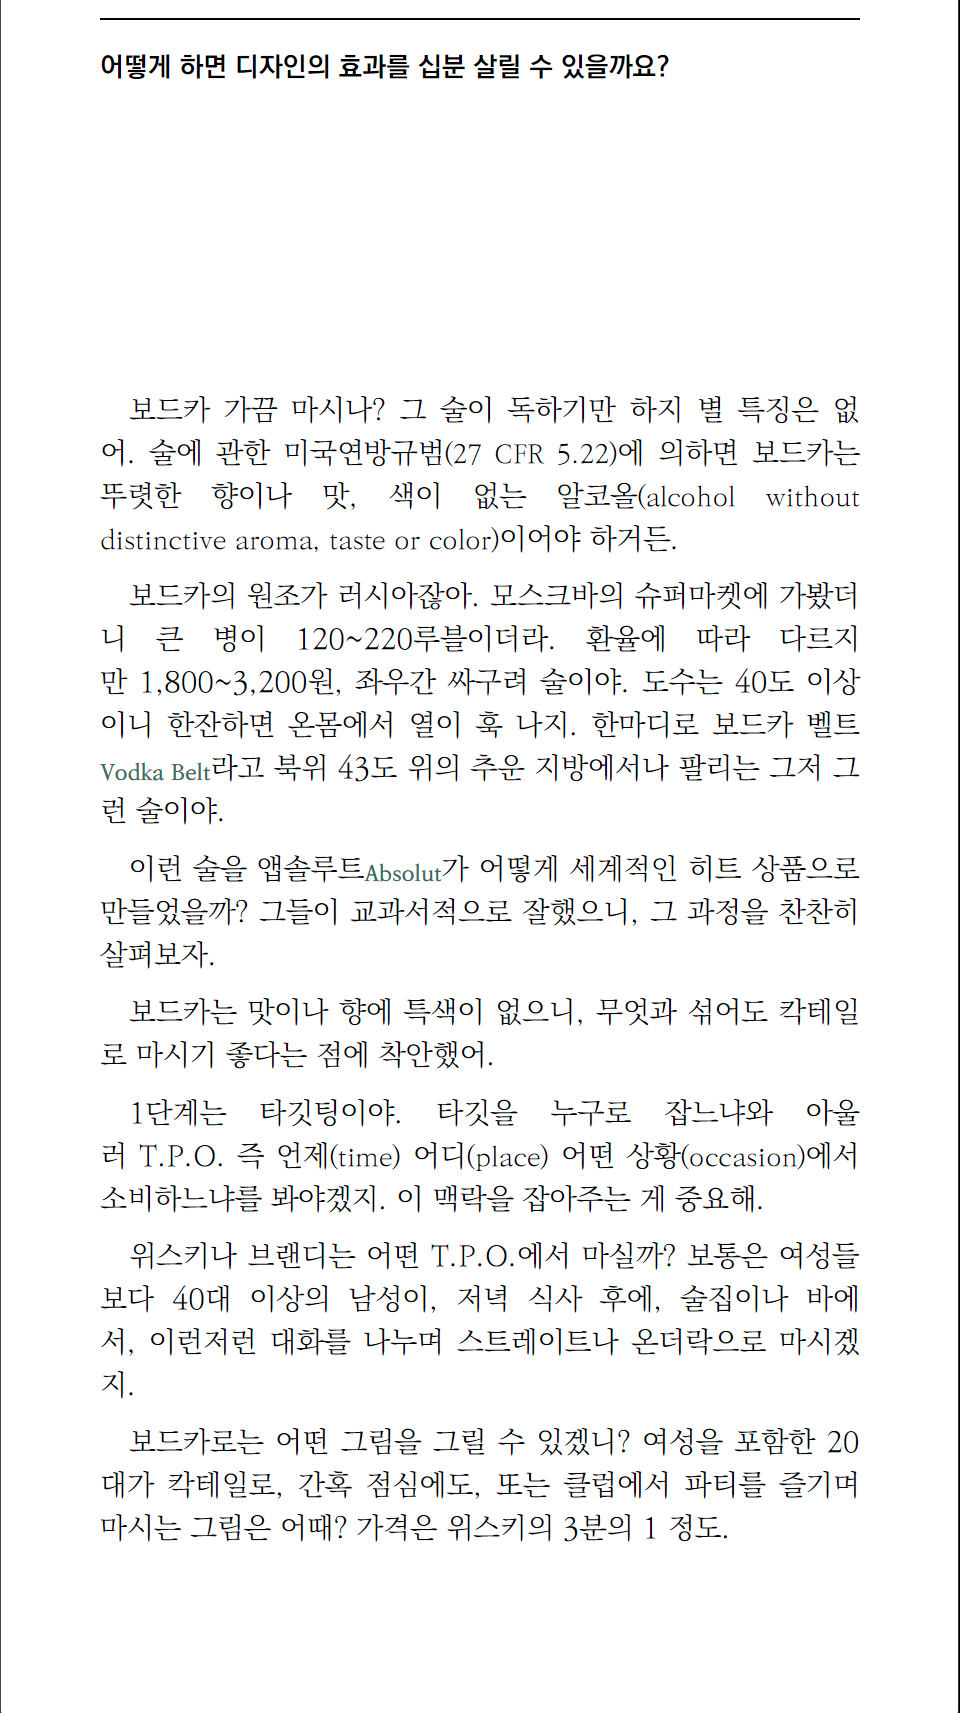 어떻게 하면 디자인의 효과를 십분 살릴 수 있을까요?
보드카 가끔 마시나? 그 술이 독하기만 하지 별 특징은 없
어. 술에 관한 미국연방규범(27 CFR 5.22)에 의하면 보드카는
뚜렷한 향이나 맛, 색이 없는 알코올(alcohol without
distinctive aroma, taste or color)이어야 하거든.
보드카의 원조가 러시아잖아. 모스크바의 슈퍼마켓에 가봤더
니 큰 병이 120~220루블이더라. 환율에 따라 다르지
만 1,800~3,200원, 좌우간 싸구려 술이야. 도수는 40도 이상
이니 한잔하면 온몸에서 열이 훅 나지. 한마디로 보드카 벨트
Vodka Belt라고 북위 43도 위의 추운 지방에서나 팔리는 그저 그
런 술이야.
이런 술을 앱솔루트Absolut가 어떻게 세계적인 히트 상품으로
만들었을까? 그들이 교과서적으로 잘했으니, 그 과정을 찬찬히
살펴보자.
보드카는 맛이나 향에 특색이 없으니, 무엇과 섞어도 칵테일
로 마시기 좋다는 점에 착안했어.
1단계는 타깃팅이야. 타깃을 누구로 잡느냐와 아울
러 T.P.O. 즉 언제(time) 어디(place) 어떤 상황(occasion)에서
소비하느냐를 봐야겠지. 이 맥락을 잡아주는 게 중요해.
위스키나 브랜디는 어떤 T.P.O.에서 마실까? 보통은 여성들
보다 40대 이상의 남성이, 저녁 식사 후에, 술집이나 바에
서, 이런저런 대화를 나누며 스트레이트나 온더락으로 마시겠
지.
보드카로는 어떤 그림을 그릴 수 있겠니? 여성을 포함한 20
대가 칵테일로, 간혹 점심에도, 또는 클럽에서 파티를 즐기며
마시는 그림은 어때? 가격은 위스키의 3분의 1 정도.